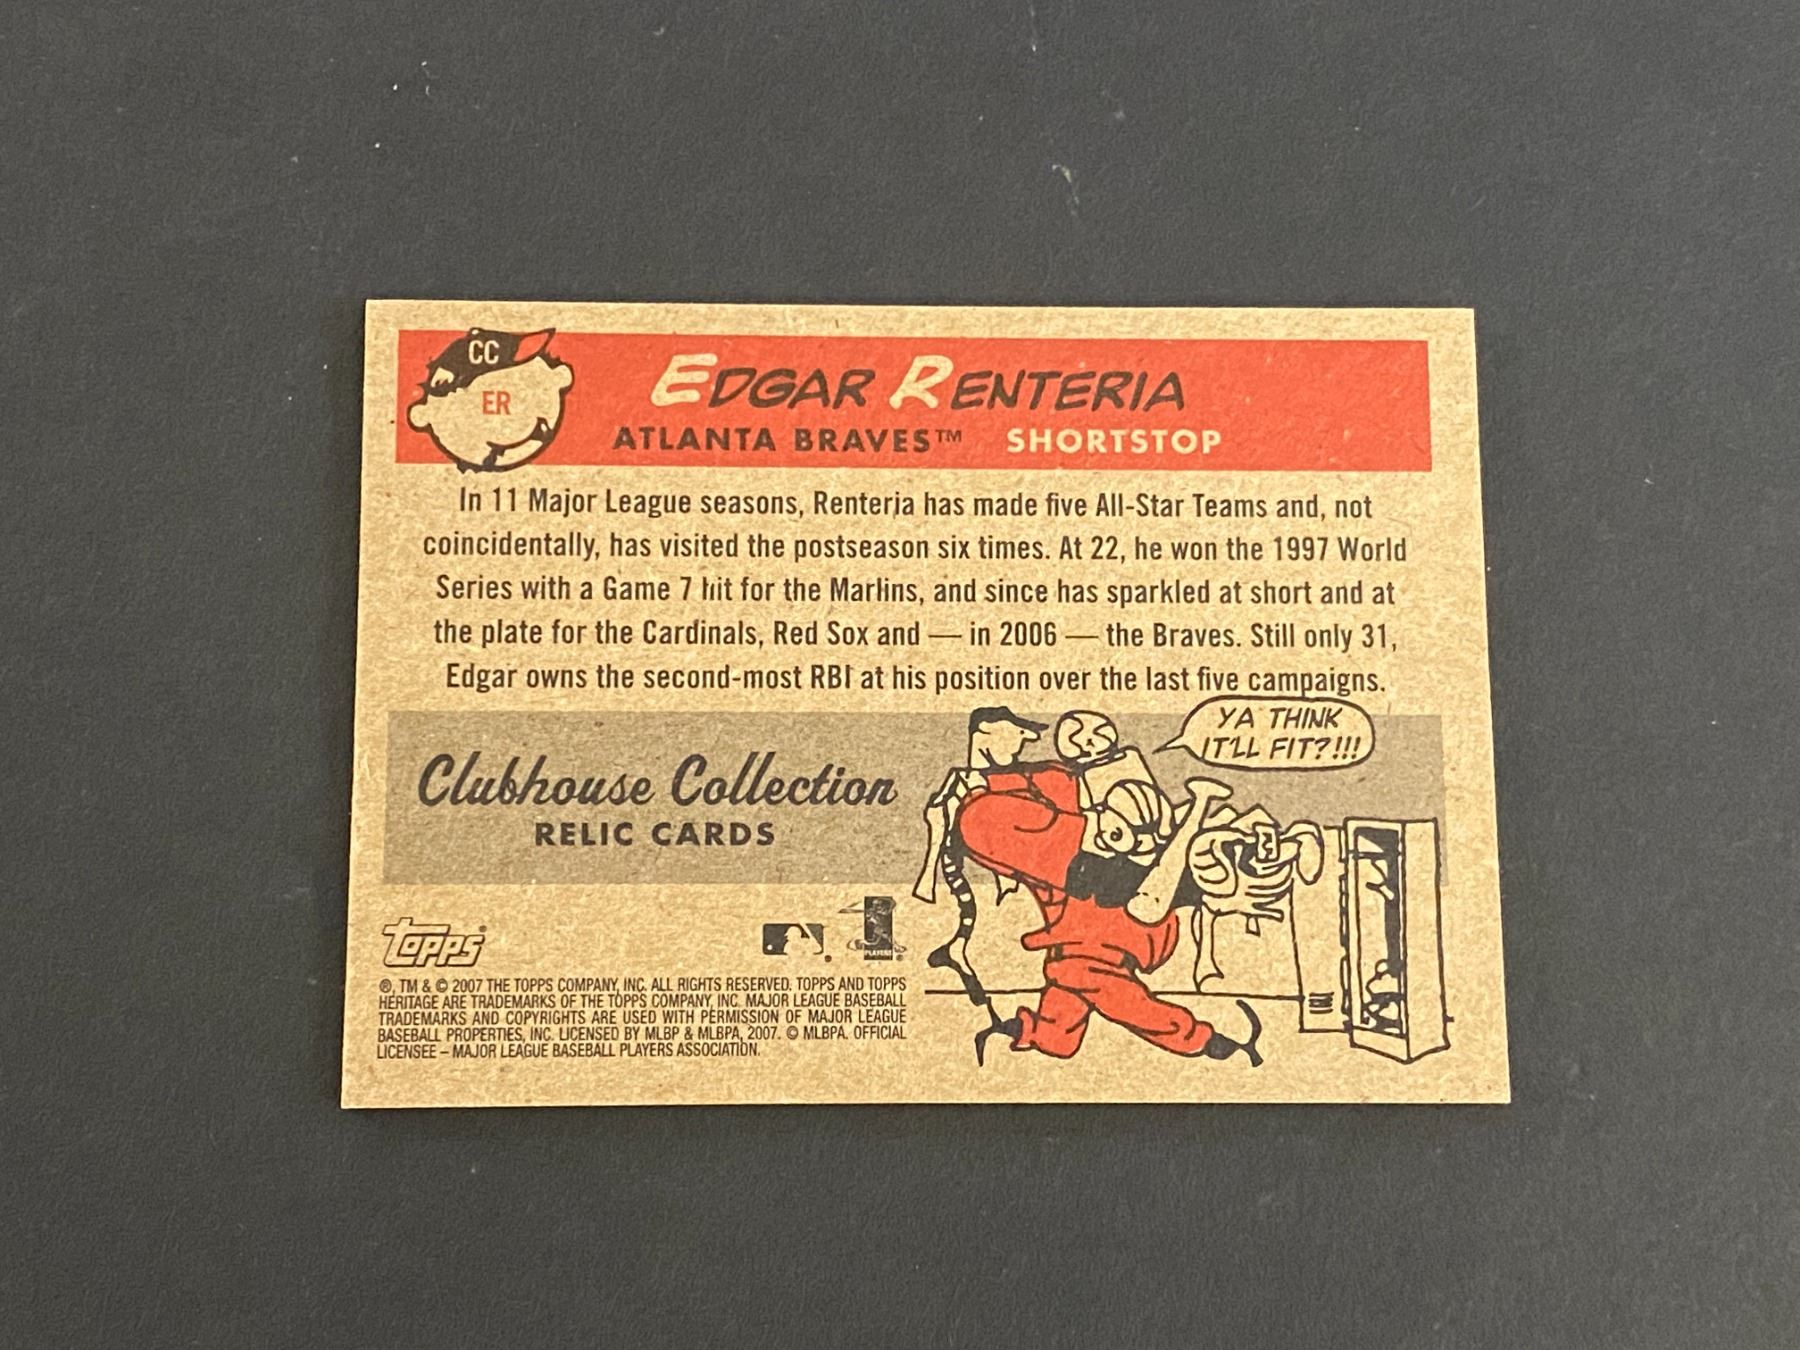 CC
ER
EDGAR RENTERIA
ATLANTA BRAVES™ SHORTSTOP
In 11 Major League seasons, Renteria has made five All-Star Teams and, not
coincidentally, has visited the postseason six times. At 22, he won the 1997 World
Series with a Game 7 hit for the Marlins, and since has sparkled at short and at
the plate for the Cardinals, Red Sox and — in 2006 — the Braves. Still only 31,
Edgar owns the second-most RBI at his position over the last five campaigns.
YA THINK
IT'LL FIT?!!!
Clubhouse Collection
RELIC CARDS
topps®
PLAYERS
®, TM & © 2007 THE TOPPS COMPANY, INC. ALL RIGHTS RESERVED. TOPPS AND TOPPS
HERITAGE ARE TRADEMARKS OF THE TOPPS COMPANY, INC. MAJOR LEAGUE BASEBALL
TRADEMARKS AND COPYRIGHTS ARE USED WITH PERMISSION OF MAJOR LEAGUE
BASEBALL PROPERTIES, INC. LICENSED BY MLBP & MLBPA, 2007. © MLBPA. OFFICIAL
LICENSEE – MAJOR LEAGUE BASEBALL PLAYERS ASSOCIATION.